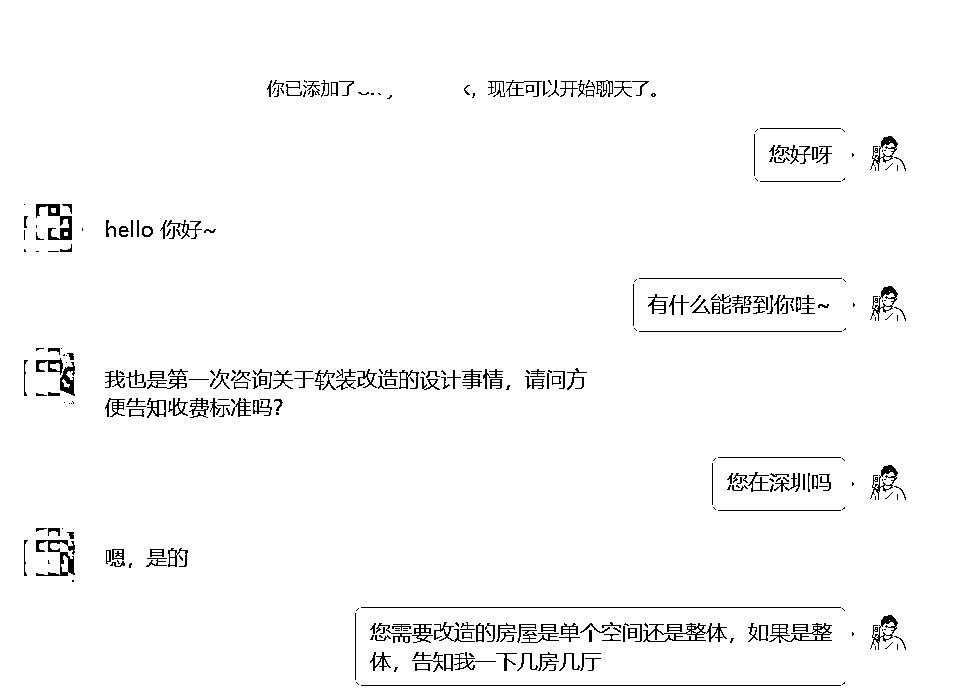 你已添加了
，现在可以开始聊天了。
您好呀
hello 你好~
有什么能帮到你哇~
我也是第一次咨询关于软装改造的设计事情，请问方
便告知收费标准吗？
您在深圳吗
嗯，是的
您需要改造的房屋是单个空间还是整体，如果是整
体，告知我一下几房几厅